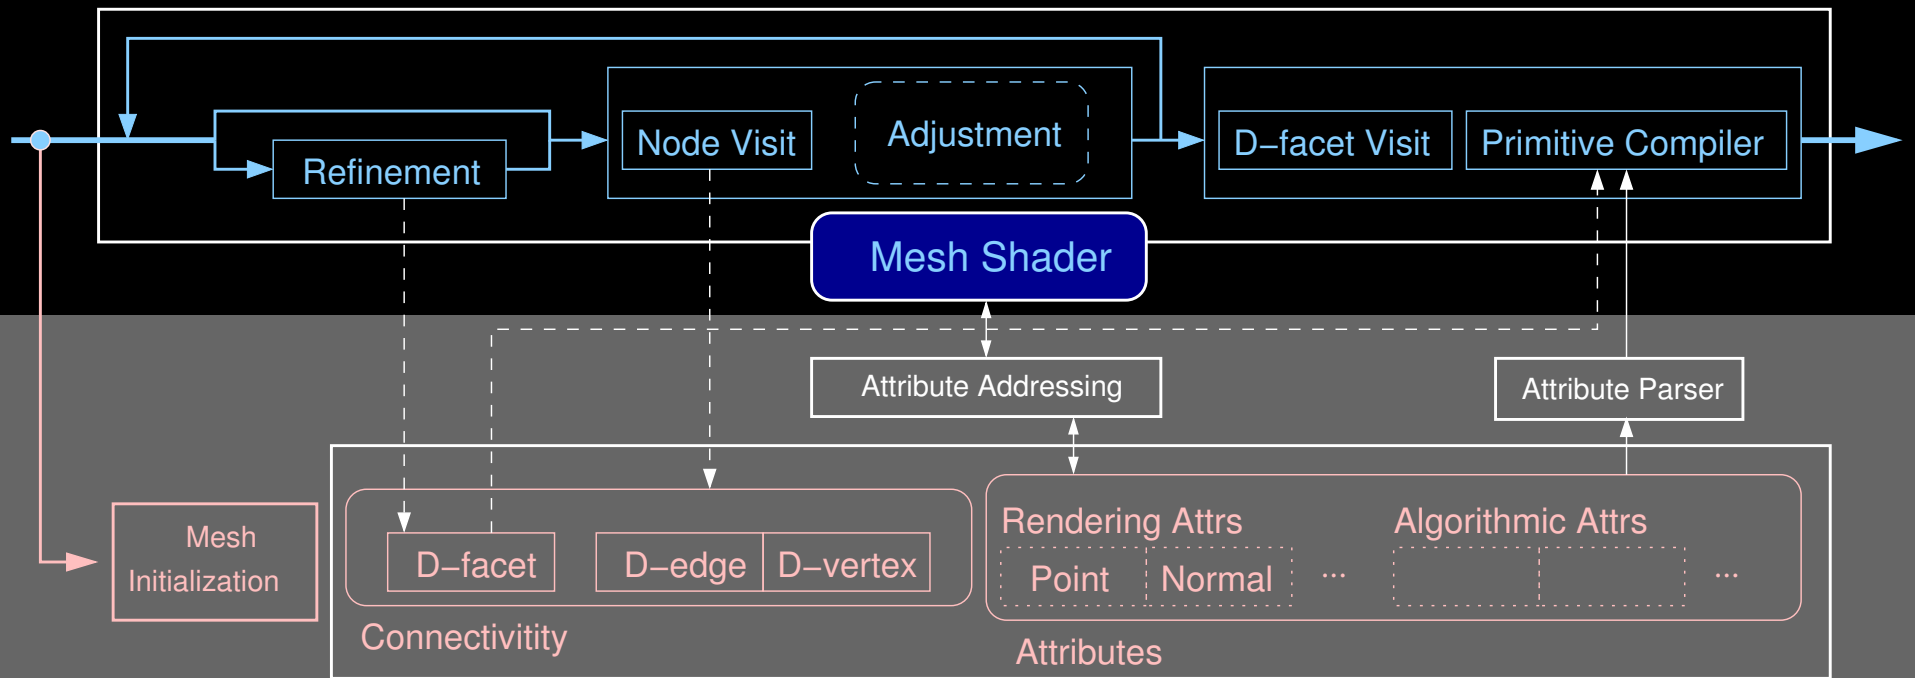 Refinement
Node Visit
Adjustment
D–facet Visit
Primitive Compiler
Mesh Shader
Attribute Addressing
Attribute Parser
Mesh
Initialization
D–facet
D–edge
D–vertex
Connectivitity
Rendering Attrs
Algorithmic Attrs
Point
Normal
...
...
Attributes